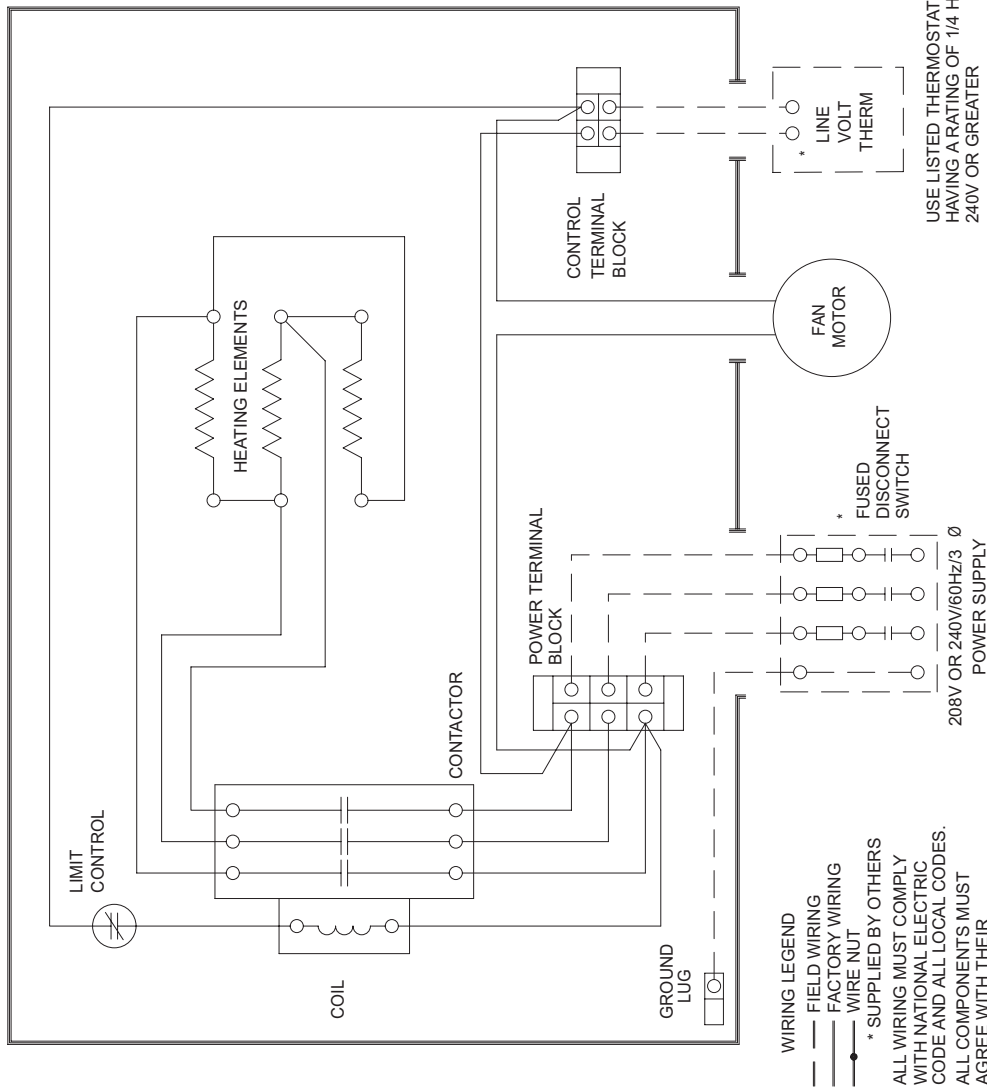 LIMIT
CONTROL
HEATING ELEMENTS
COIL
CONTACTOR
CONTROL
TERMINAL
BLOCK
POWER TERMINAL
BLOCK
GROUND
LUG
FAN
MOTOR
*
LINE
VOLT
THERM
*
FUSED
DISCONNECT
SWITCH
208V OR 240V/60Hz/3 Ø
POWER SUPPLY
USE LISTED THERMOSTAT
HAVING A RATING OF 1/4 H
240V OR GREATER
WIRING LEGEND
FIELD WIRING
FACTORY WIRING
WIRE NUT
* SUPPLIED BY OTHERS
ALL WIRING MUST COMPLY
WITH NATIONAL ELECTRIC
CODE AND ALL LOCAL CODES.
ALL COMPONENTS MUST
AGREE WITH THEIR